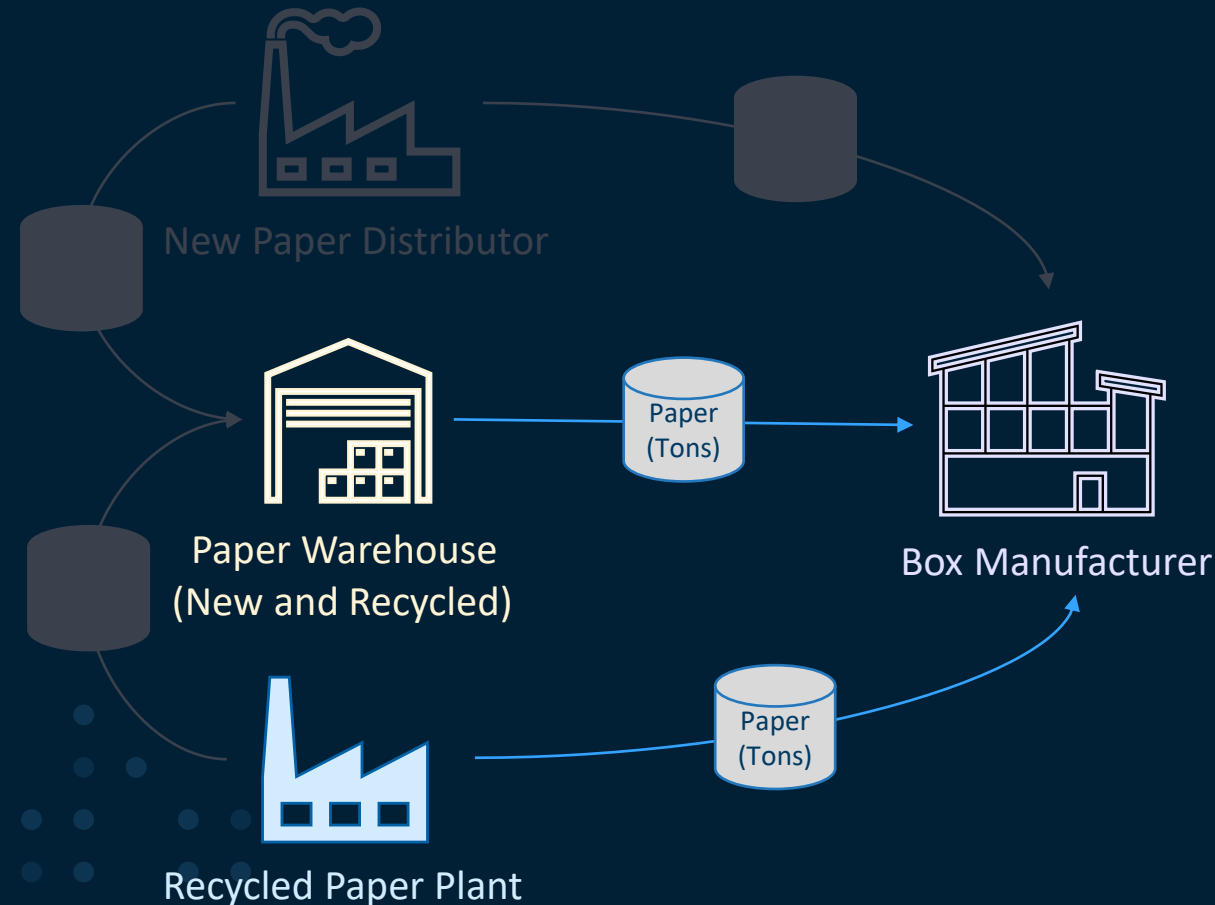 New Paper Distributor
Paper
(Tons)
Paper Warehouse
(New and Recycled)
Box Manufacturer
Paper
(Tons)
Recycled Paper Plant